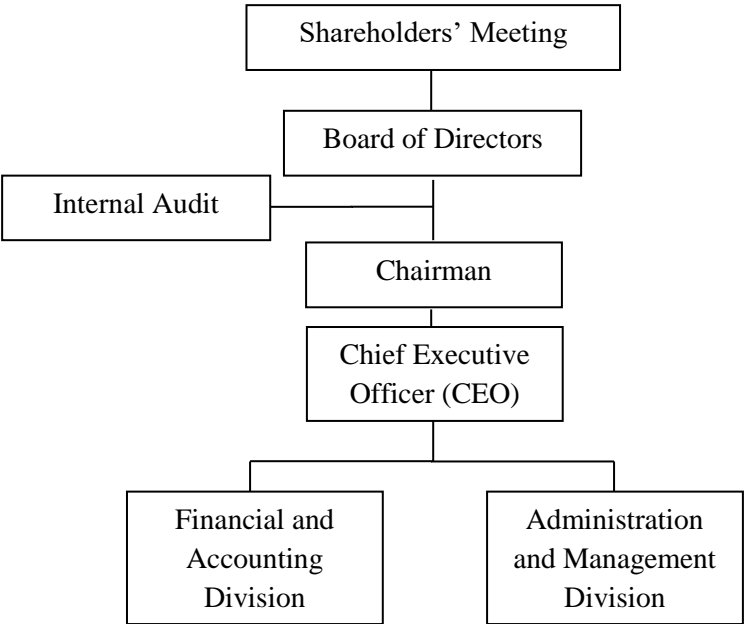 Shareholders’ Meeting
Board of Directors
Internal Audit
Chairman
Chief Executive
Officer (CEO)
Financial and
Accounting
Division
Administration
and Management
Division